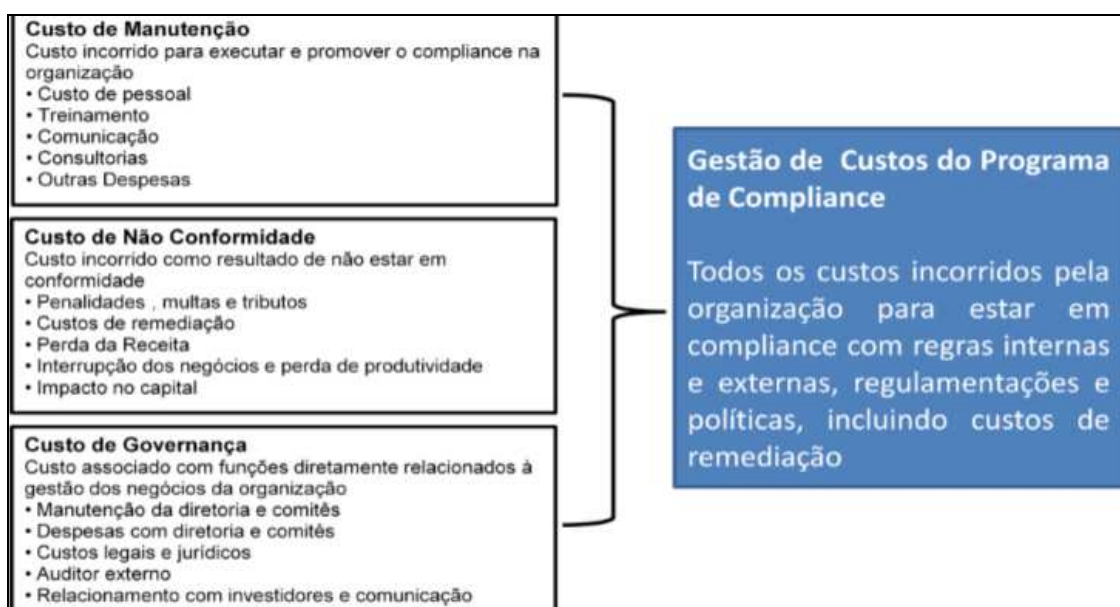 Custo de Manutenção
Custo incorrido para executar e promover o compliance na
organização
• Custo de pessoal
• Treinamento
• Comunicação
• Consultorias
• Outras Despesas
Custo de Não Conformidade
Custo incorrido como resultado de não estar em
conformidade
• Penalidades , multas e tributos
• Custos de remediação
• Perda da Receita
• Interrupção dos negócios e perda de produtividade
• Impacto no capital
Custo de Governança
Custo associado com funções diretamente relacionados à
gestão dos negócios da organização
• Manutenção da diretoria e comitês
• Despesas com diretoria e comitês
• Custos legais e jurídicos
• Auditor externo
• Relacionamento com investidores e comunicação
Gestão de Custos do Programa
de Compliance
Todos os custos incorridos pela
organização para estar em
compliance com regras internas
e externas, regulamentações e
políticas, incluindo custos de
remediação